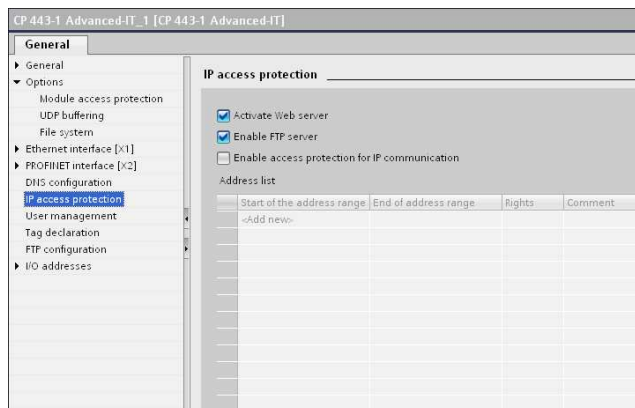 CP 443-1 Advanced-IT_1 [CP 443-1 Advanced-IT]
General
General
Options
Module access protection
UDP buffering
File system
Ethernet interface [X1]
PROFINET interface [X2]
DNS configuration
IP access protection
User management
Tag declaration
FTP configuration
I/O addresses
IP access protection
Activate Web server
Enable FTP server
Enable access protection for IP communication
Address list
Start of the address range End of address range Rights Comment
<Add new>